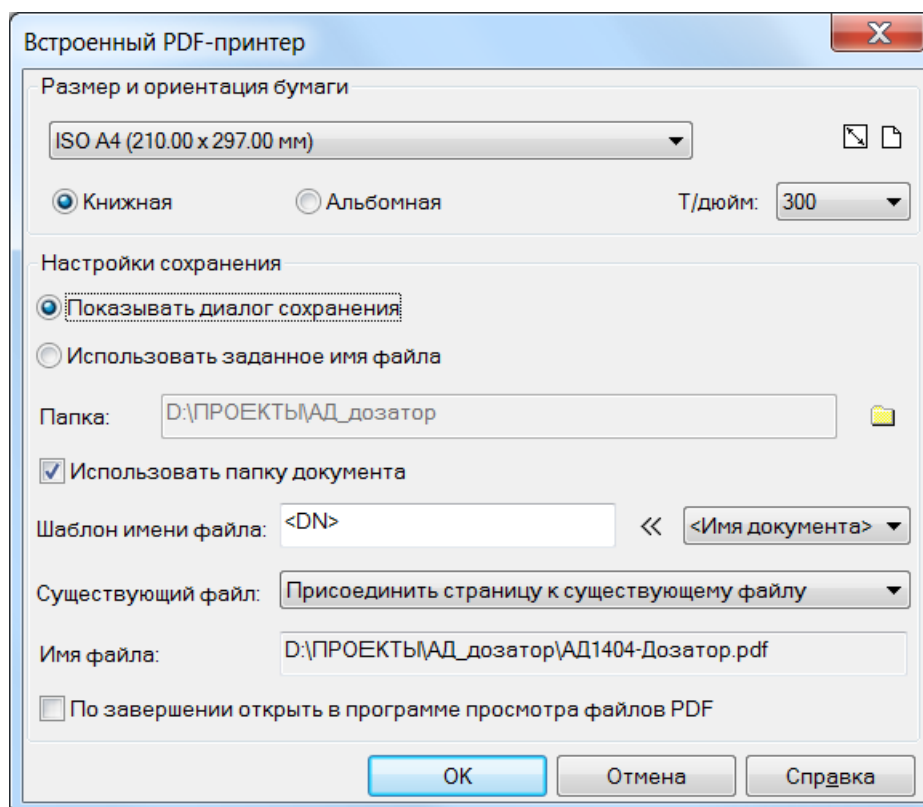 Встроенный PDF-принтер
Размер и ориентация бумаги
ISO A4 (210.00 x 297.00 мм)
Книжная Альбомная Т/дюйм: 300
Настройки сохранения
Показывать диалог сохранения
Использовать заданное имя файла
Папка: D:\ПРОЕКТЫ\АД_дозатор
Использовать папку документа
Шаблон имени файла: <DN> << <Имя документа>
Существующий файл: Присоединить страницу к существующему файлу
Имя файла: D:\ПРОЕКТЫ\АД_дозатор\АД1404-Дозатор.pdf
По завершении открыть в программе просмотра файлов PDF
OK Отмена Справка